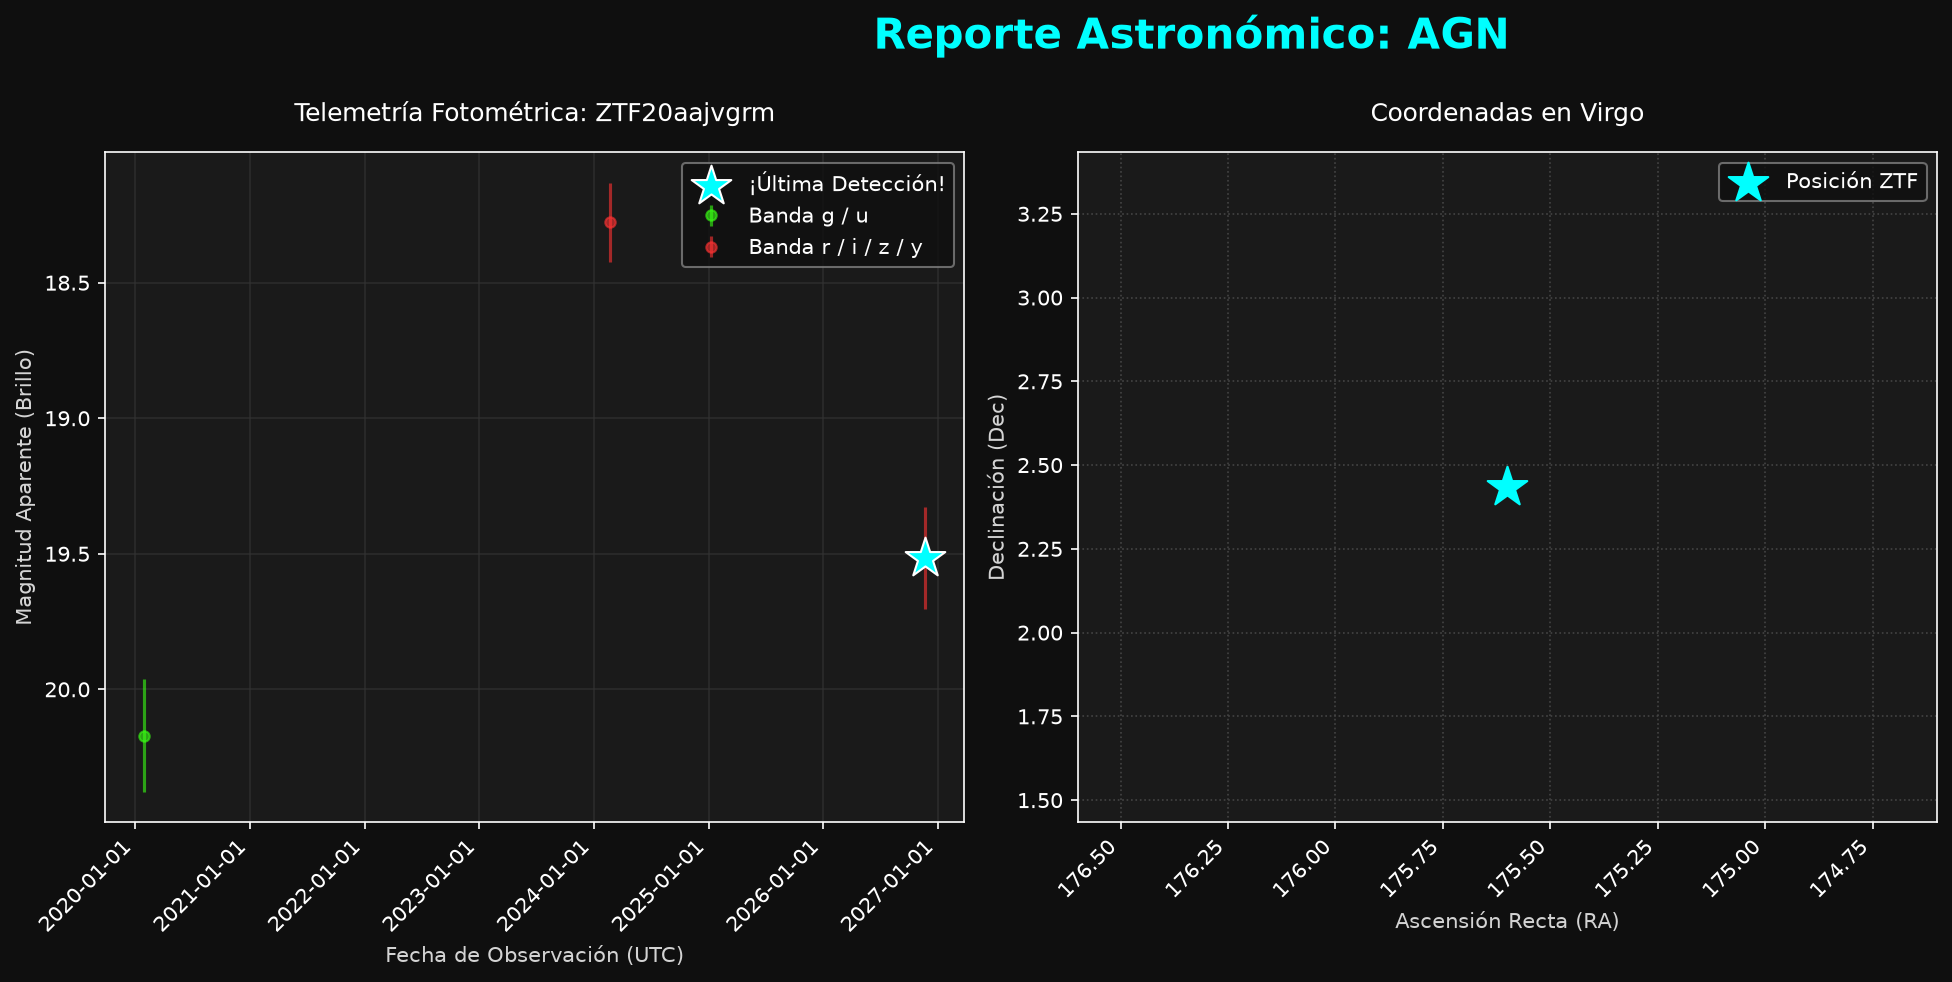 Reporte Astronómico: AGN
Telemetría Fotométrica: ZTF20aajvgrm
¡Última Detección!
Banda g / u
Banda r / i / z / y
Magnitud Aparente (Brillo)
18.5
19.0
19.5
20.0
2020-01-01
2021-01-01
2022-01-01
2023-01-01
2024-01-01
2025-01-01
2026-01-01
2027-01-01
Fecha de Observación (UTC)
Coordenadas en Virgo
Posición ZTF
Declinación (Dec)
3.25
3.00
2.75
2.50
2.25
2.00
1.75
1.50
176.50
176.25
176.00
175.75
175.50
175.25
175.00
174.75
Ascensión Recta (RA)